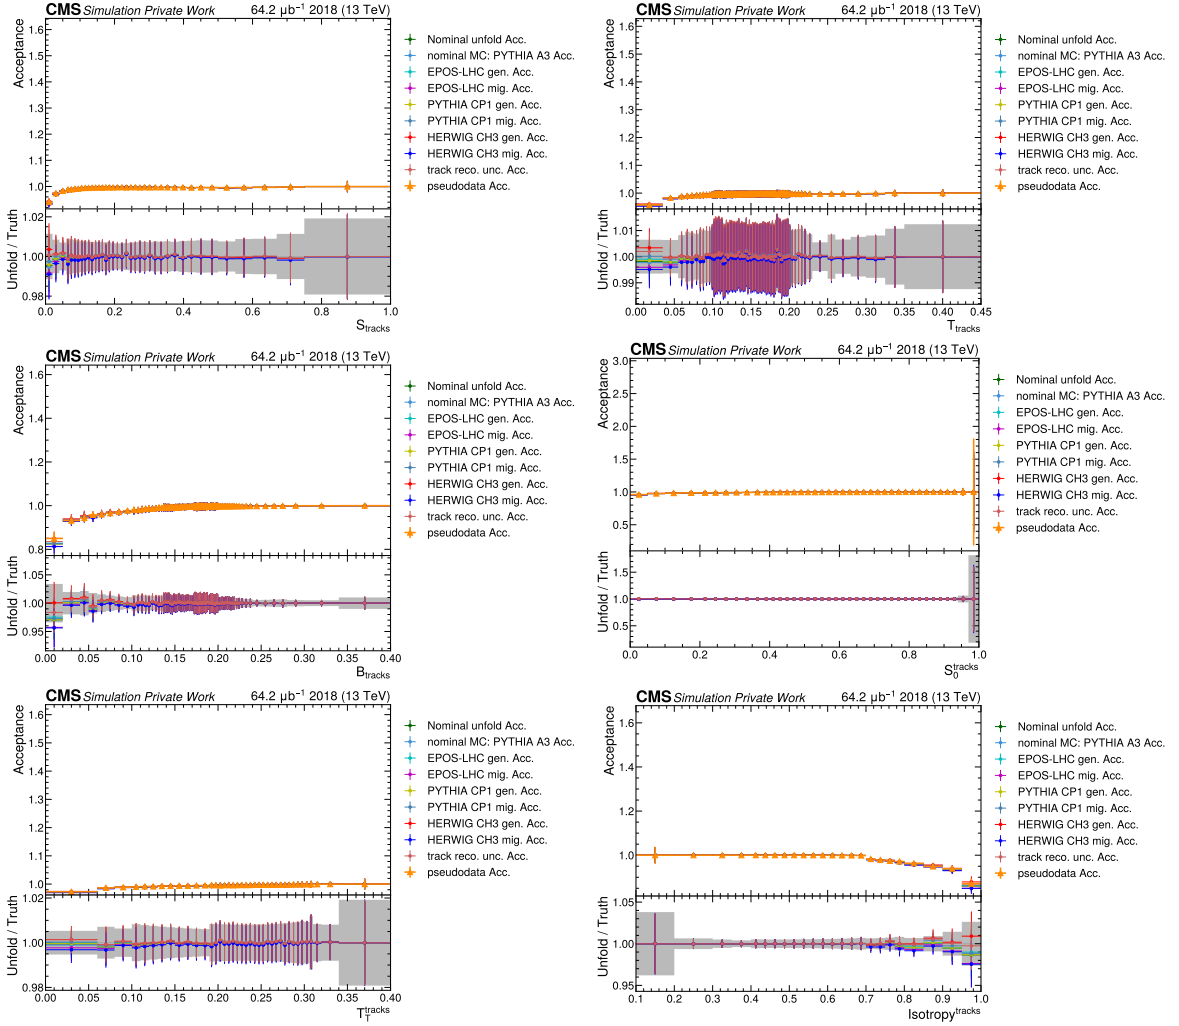 CMS Simulation Private Work 64.2 μb⁻¹ 2018 (13 TeV)
Acceptance
1.6
1.5
1.4
1.3
1.2
1.1
1.0
Unfold / Truth
1.02
1.00
0.98
0.0 0.2 0.4 0.6 0.8 1.0
S_tracks
Nominal unfold Acc.
nominal MC: PYTHIA A3 Acc.
EPOS-LHC gen. Acc.
EPOS-LHC mig. Acc.
PYTHIA CP1 gen. Acc.
PYTHIA CP1 mig. Acc.
HERWIG CH3 gen. Acc.
HERWIG CH3 mig. Acc.
track reco. unc. Acc.
pseudodata Acc.
CMS Simulation Private Work 64.2 μb⁻¹ 2018 (13 TeV)
Acceptance
1.6
1.5
1.4
1.3
1.2
1.1
1.0
Unfold / Truth
1.01
1.00
0.99
0.00 0.05 0.10 0.15 0.20 0.25 0.30 0.35 0.40 0.45
T_tracks
Nominal unfold Acc.
nominal MC: PYTHIA A3 Acc.
EPOS-LHC gen. Acc.
EPOS-LHC mig. Acc.
PYTHIA CP1 gen. Acc.
PYTHIA CP1 mig. Acc.
HERWIG CH3 gen. Acc.
HERWIG CH3 mig. Acc.
track reco. unc. Acc.
pseudodata Acc.
CMS Simulation Private Work 64.2 μb⁻¹ 2018 (13 TeV)
Acceptance
1.6
1.4
1.2
1.0
0.8
Unfold / Truth
1.05
1.00
0.95
0.00 0.05 0.10 0.15 0.20 0.25 0.30 0.35 0.40
B_tracks
Nominal unfold Acc.
nominal MC: PYTHIA A3 Acc.
EPOS-LHC gen. Acc.
EPOS-LHC mig. Acc.
PYTHIA CP1 gen. Acc.
PYTHIA CP1 mig. Acc.
HERWIG CH3 gen. Acc.
HERWIG CH3 mig. Acc.
track reco. unc. Acc.
pseudodata Acc.
CMS Simulation Private Work 64.2 μb⁻¹ 2018 (13 TeV)
Acceptance
3.0
2.5
2.0
1.5
1.0
0.5
Unfold / Truth
1.5
1.0
0.5
0.0 0.2 0.4 0.6 0.8 1.0
S_0^tracks
Nominal unfold Acc.
nominal MC: PYTHIA A3 Acc.
EPOS-LHC gen. Acc.
EPOS-LHC mig. Acc.
PYTHIA CP1 gen. Acc.
PYTHIA CP1 mig. Acc.
HERWIG CH3 gen. Acc.
HERWIG CH3 mig. Acc.
track reco. unc. Acc.
pseudodata Acc.
CMS Simulation Private Work 64.2 μb⁻¹ 2018 (13 TeV)
Acceptance
1.6
1.5
1.4
1.3
1.2
1.1
1.0
Unfold / Truth
1.02
1.00
0.98
0.00 0.05 0.10 0.15 0.20 0.25 0.30 0.35 0.40
T_T^tracks
Nominal unfold Acc.
nominal MC: PYTHIA A3 Acc.
EPOS-LHC gen. Acc.
EPOS-LHC mig. Acc.
PYTHIA CP1 gen. Acc.
PYTHIA CP1 mig. Acc.
HERWIG CH3 gen. Acc.
HERWIG CH3 mig. Acc.
track reco. unc. Acc.
pseudodata Acc.
CMS Simulation Private Work 64.2 μb⁻¹ 2018 (13 TeV)
Acceptance
1.6
1.4
1.2
1.0
Unfold / Truth
1.05
1.00
0.95
0.1 0.2 0.3 0.4 0.5 0.6 0.7 0.8 0.9 1.0
Isotropy^tracks
Nominal unfold Acc.
nominal MC: PYTHIA A3 Acc.
EPOS-LHC gen. Acc.
EPOS-LHC mig. Acc.
PYTHIA CP1 gen. Acc.
PYTHIA CP1 mig. Acc.
HERWIG CH3 gen. Acc.
HERWIG CH3 mig. Acc.
track reco. unc. Acc.
pseudodata Acc.